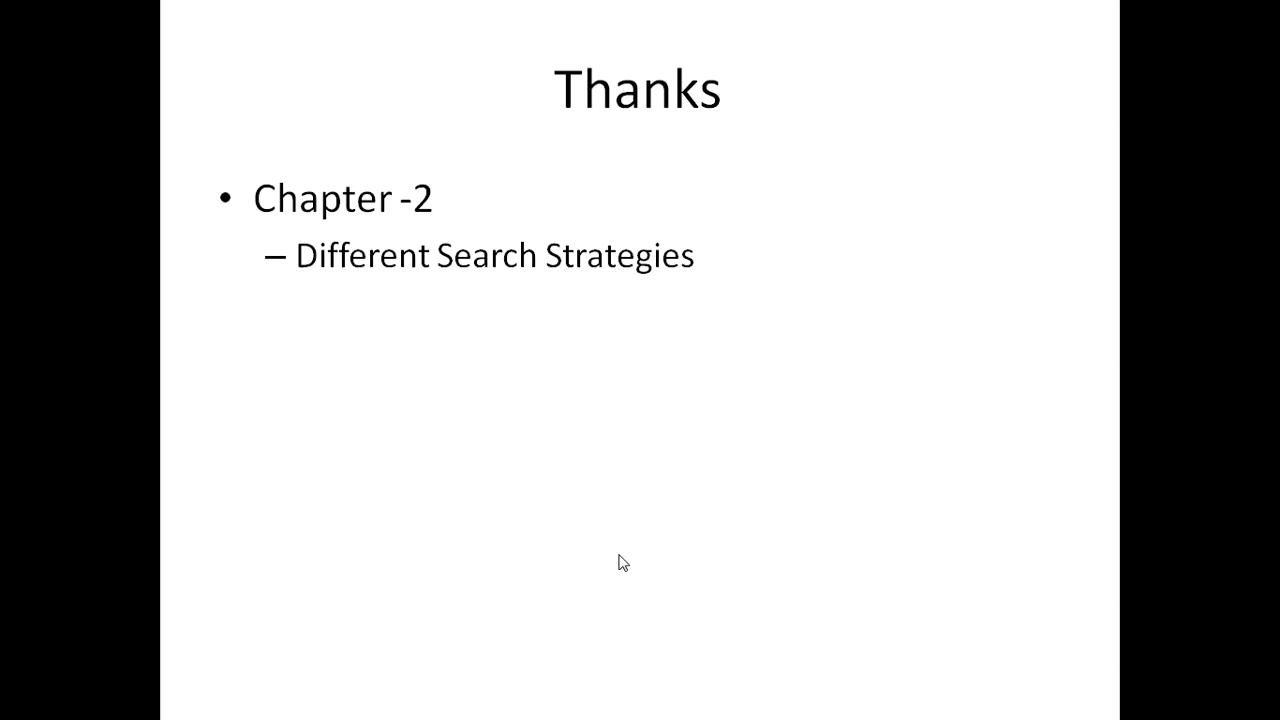 Thanks
• Chapter -2
– Different Search Strategies